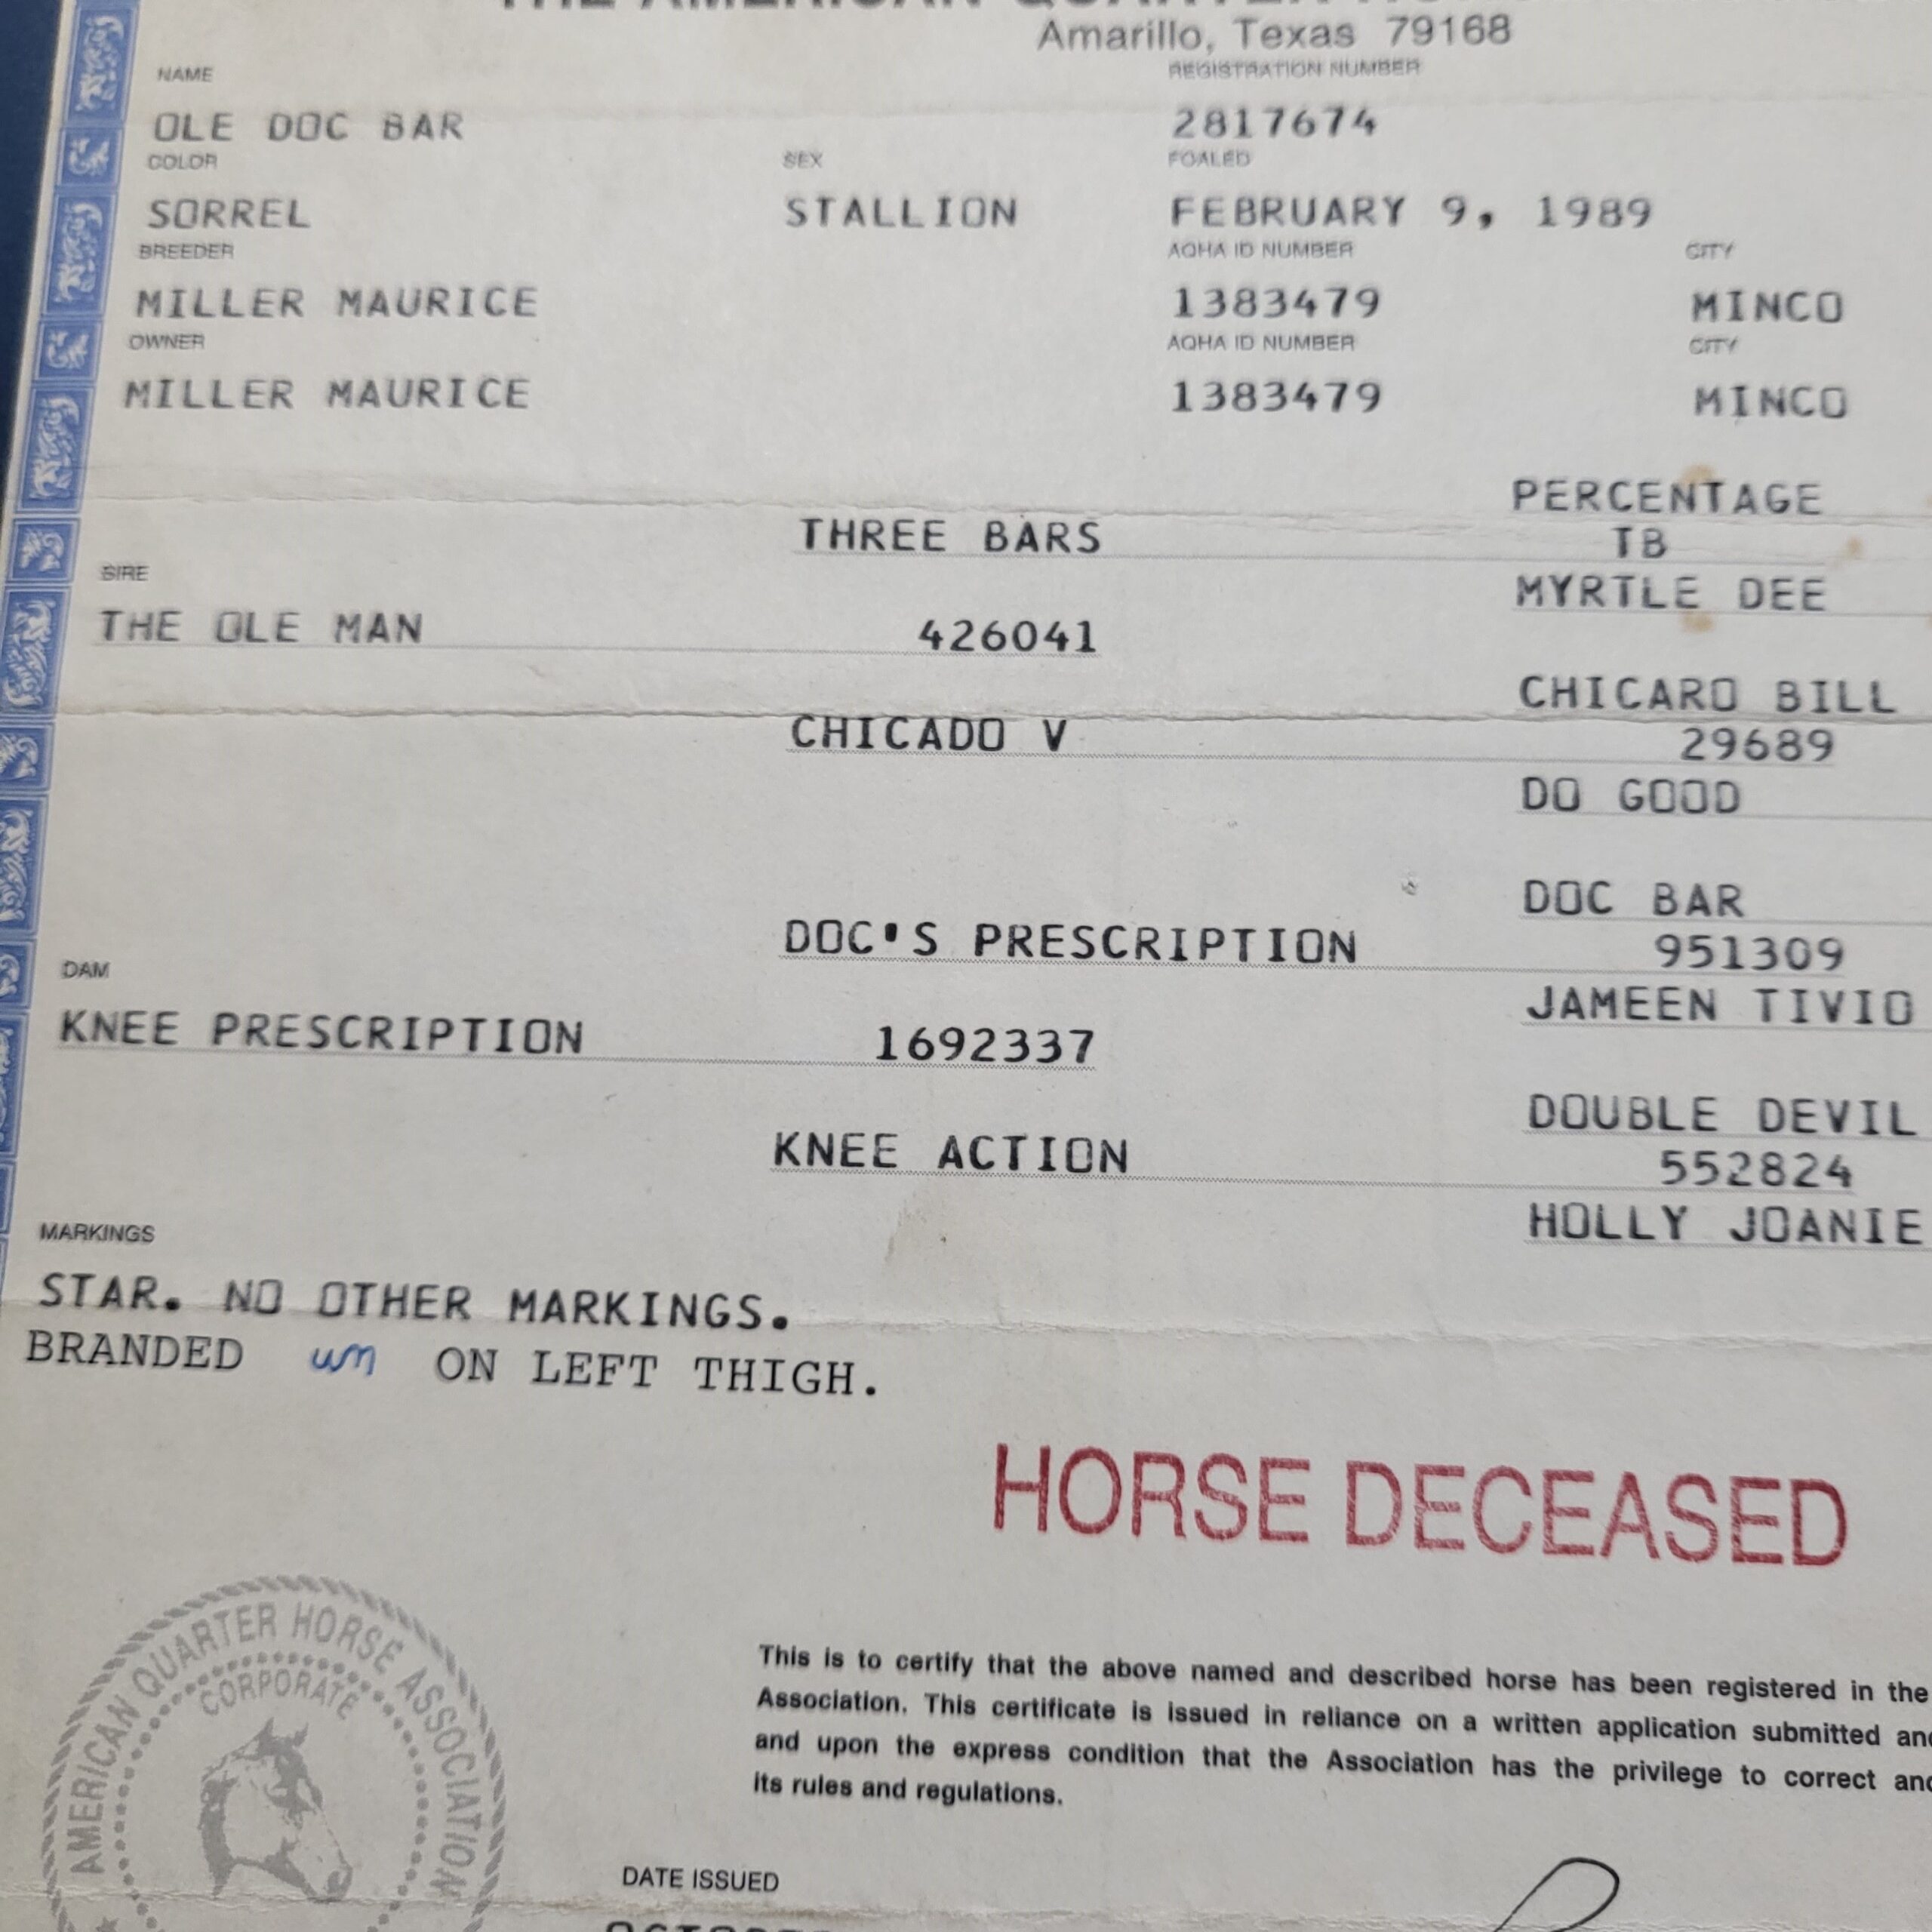 THE AMERICAN QUARTER
Amarillo, Texas 79168
NAME REGISTRATION NUMBER
OLE DOC BAR 2817674
COLOR SEX FOALED
SORREL STALLION FEBRUARY 9, 1989
BREEDER AQHA ID NUMBER CITY
MILLER MAURICE 1383479 MINCO
OWNER AQHA ID NUMBER CITY
MILLER MAURICE 1383479 MINCO
PERCENTAGE
THREE BARS TB
SIRE MYRTLE DEE
THE OLE MAN 426041
CHICARO BILL
CHICADO V 29689
DO GOOD
DOC BAR
DOC'S PRESCRIPTION 951309
DAM JAMEEN TIVIO
KNEE PRESCRIPTION 1692337
DOUBLE DEVIL
KNEE ACTION 552824
HOLLY JOANIE
MARKINGS
STAR. NO OTHER MARKINGS.
BRANDED um ON LEFT THIGH.
HORSE DECEASED
AMERICAN QUARTER HORSE ASSOCIATION
CORPORATE
This is to certify that the above named and described horse has been registered in the
Association. This certificate is issued in reliance on a written application submitted and
and upon the express condition that the Association has the privilege to correct and
its rules and regulations.
DATE ISSUED